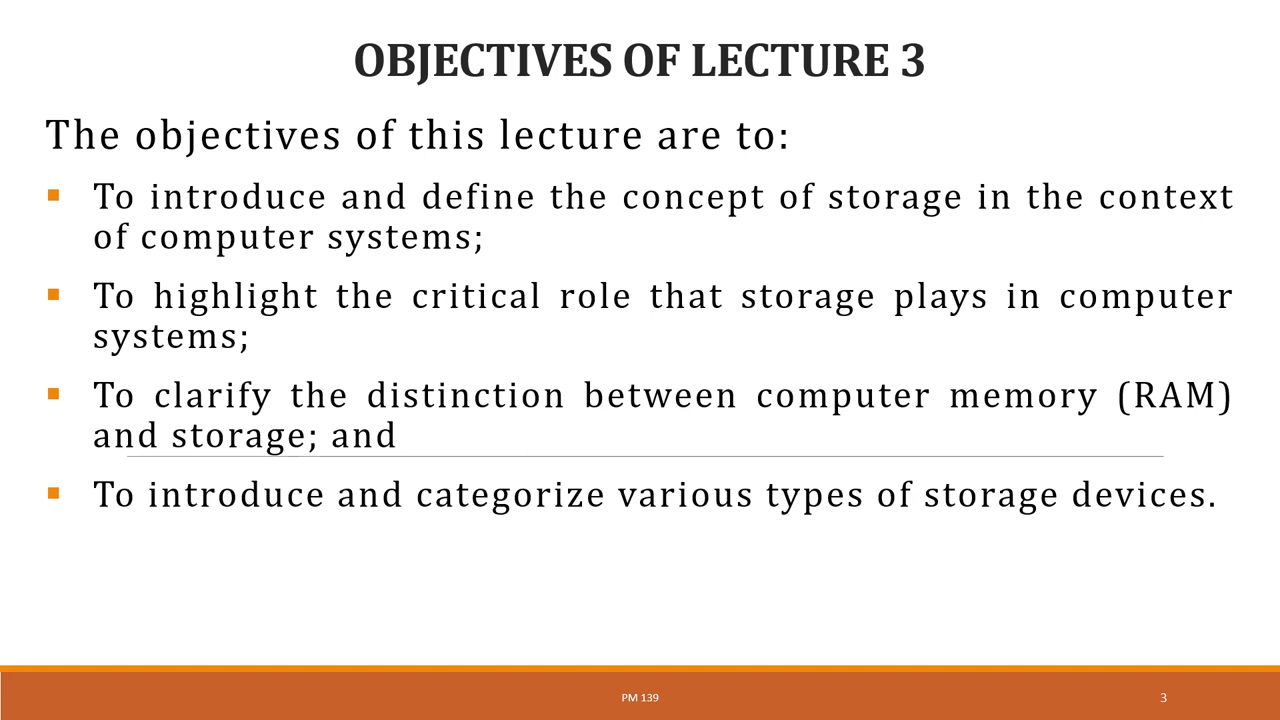 OBJECTIVES OF LECTURE 3
The objectives of this lecture are to:
To introduce and define the concept of storage in the context
of computer systems;
To highlight the critical role that storage plays in computer
systems;
To clarify the distinction between computer memory (RAM)
and storage; and
To introduce and categorize various types of storage devices.
PM 139
3